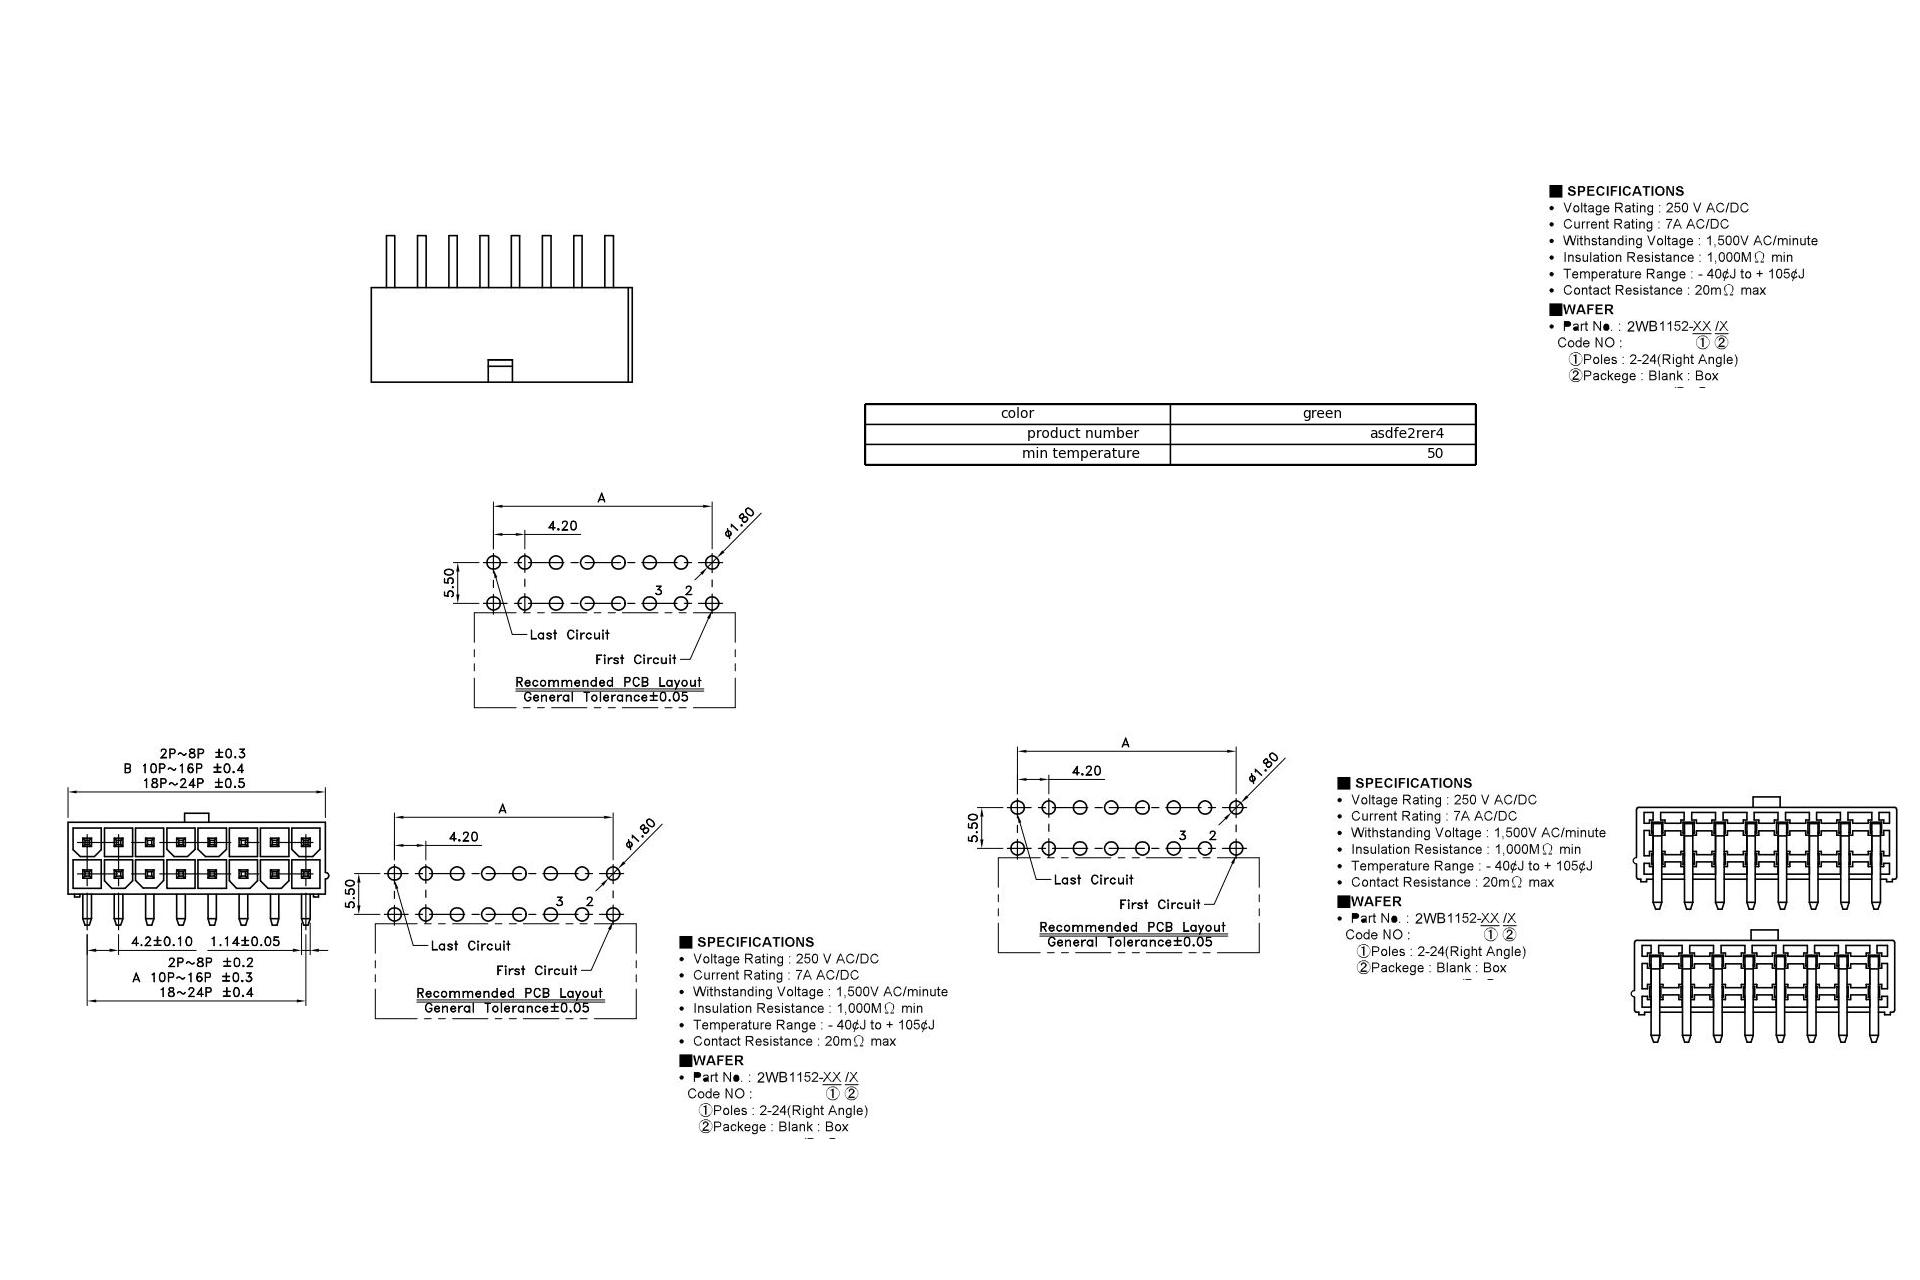 ■ SPECIFICATIONS
• Voltage Rating : 250 V AC/DC
• Current Rating : 7A AC/DC
• Withstanding Voltage : 1,500V AC/minute
• Insulation Resistance : 1,000MΩ min
• Temperature Range : - 40¢J to + 105¢J
• Contact Resistance : 20mΩ max
■WAFER
• Part No. : 2WB1152-XX /X
Code NO : ① ②
①Poles : 2-24(Right Angle)
②Packege : Blank : Box
color green
product number asdfe2rer4
min temperature 50
A
4.20
ø1.80
5.50
3 2
Last Circuit
First Circuit
Recommended PCB Layout
General Tolerance±0.05
2P~8P ±0.3
B 10P~16P ±0.4
18P~24P ±0.5
4.2±0.10 1.14±0.05
2P~8P ±0.2
A 10P~16P ±0.3
18~24P ±0.4
A
4.20
ø1.80
5.50
3 2
Last Circuit
First Circuit
Recommended PCB Layout
General Tolerance±0.05
■ SPECIFICATIONS
• Voltage Rating : 250 V AC/DC
• Current Rating : 7A AC/DC
• Withstanding Voltage : 1,500V AC/minute
• Insulation Resistance : 1,000MΩ min
• Temperature Range : - 40¢J to + 105¢J
• Contact Resistance : 20mΩ max
■WAFER
• Part No. : 2WB1152-XX /X
Code NO : ① ②
①Poles : 2-24(Right Angle)
②Packege : Blank : Box
A
4.20
ø1.80
5.50
3 2
Last Circuit
First Circuit
Recommended PCB Layout
General Tolerance±0.05
■ SPECIFICATIONS
• Voltage Rating : 250 V AC/DC
• Current Rating : 7A AC/DC
• Withstanding Voltage : 1,500V AC/minute
• Insulation Resistance : 1,000MΩ min
• Temperature Range : - 40¢J to + 105¢J
• Contact Resistance : 20mΩ max
■WAFER
• Part No. : 2WB1152-XX /X
Code NO : ① ②
①Poles : 2-24(Right Angle)
②Packege : Blank : Box